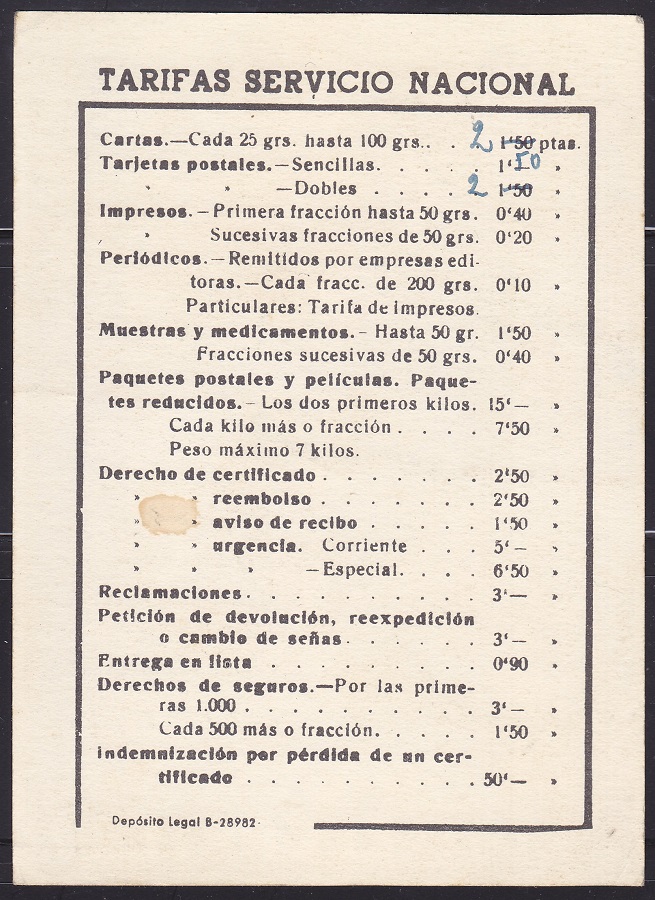 TARIFAS SERVICIO NACIONAL
Cartas.—Cada 25 grs. hasta 100 grs.. . 2 1'50 ptas.
Tarjetas postales.—Sencillas. . . . 1'— 50 »
» » —Dobles . . . . 2 1'50 »
Impresos.—Primera fracción hasta 50 grs. 0'40 »
» Sucesivas fracciones de 50 grs. 0'20 »
Periódicos.—Remitidos por empresas edi-
toras.—Cada fracc. de 200 grs. 0'10 »
Particulares: Tarifa de impresos.
Muestras y medicamentos.- Hasta 50 gr. 1'50 »
Fracciones sucesivas de 50 grs. 0'40 »
Paquetes postales y películas. Paque-
tes reducidos.- Los dos primeros kilos. 15'— »
Cada kilo más o fracción . . . . 7'50 »
Peso máximo 7 kilos.
Derecho de certificado . . . . . . . 2'50 »
» » reembolso . . . . . . . 2'50 »
» » aviso de recibo . . . . . 1'50 »
» » urgencia. Corriente . . . 5'— »
» » » —Especial. . . . 6'50 »
Reclamaciones. . . . . . . . . . 3'— »
Petición de devolución, reexpedición
o cambio de señas. . . . . . . 3'— »
Entrega en lista . . . . . . . . . 0'90 »
Derechos de seguros.—Por las prime-
ras 1.000 . . . . . . . . . . 3'— »
Cada 500 más o fracción. . . . . 1'50 »
Indemnización por pérdida de un cer-
tificado . . . . . . . . . . 50'— »
Depósito Legal B-28982-